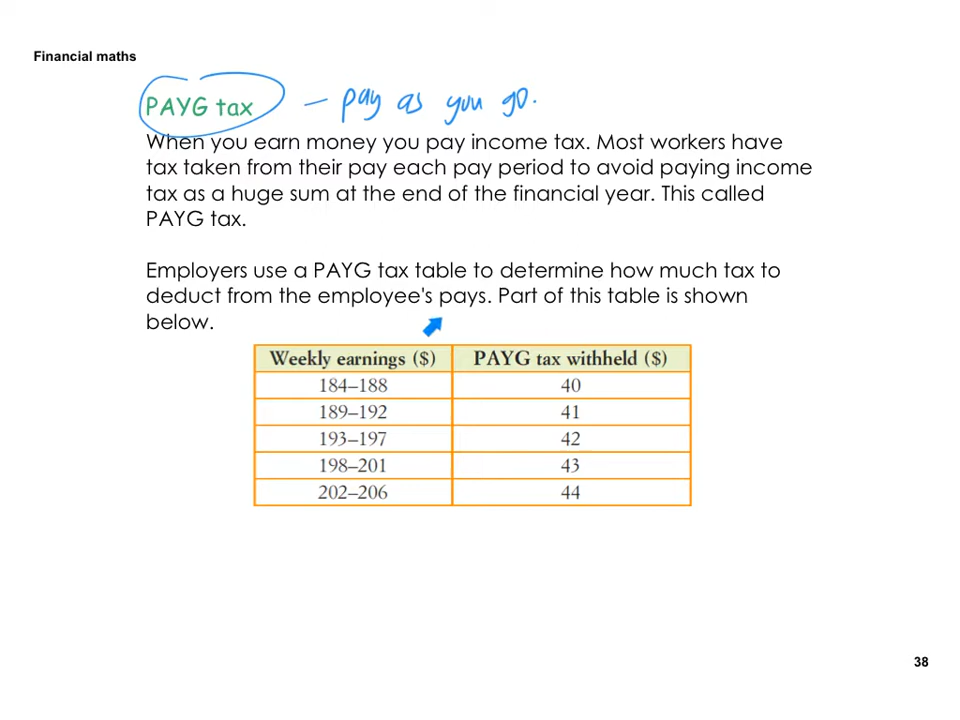 Financial maths
PAYG tax – pay as you go.
When you earn money you pay income tax. Most workers have
tax taken from their pay each pay period to avoid paying income
tax as a huge sum at the end of the financial year. This called
PAYG tax.
Employers use a PAYG tax table to determine how much tax to
deduct from the employee's pays. Part of this table is shown
below.
Weekly earnings ($) PAYG tax withheld ($)
184–188 40
189–192 41
193–197 42
198–201 43
202–206 44
38